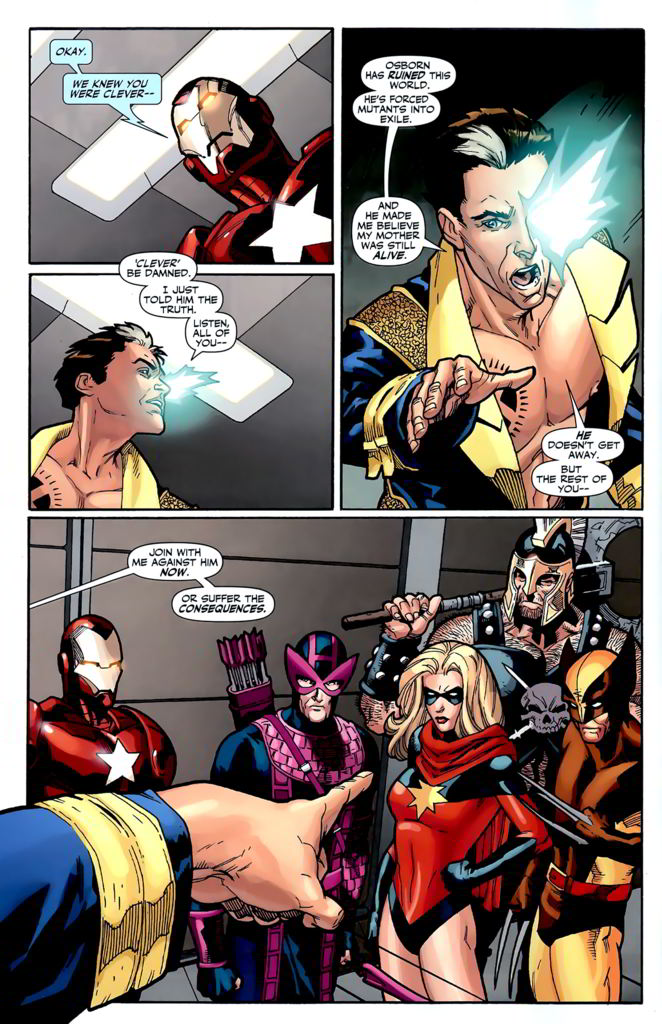 OKAY.
WE KNEW YOU
WERE CLEVER--
'CLEVER'
BE DAMNED.
I JUST
TOLD HIM THE
TRUTH.
LISTEN,
ALL OF
YOU--
OSBORN
HAS RUINED THIS
WORLD.
HE'S FORCED
MUTANTS INTO
EXILE.
AND
HE MADE
ME BELIEVE
MY MOTHER
WAS STILL
ALIVE.
HE
DOESN'T GET
AWAY.
BUT
THE REST OF
YOU--
JOIN WITH
ME AGAINST HIM
NOW.
OR SUFFER THE
CONSEQUENCES.